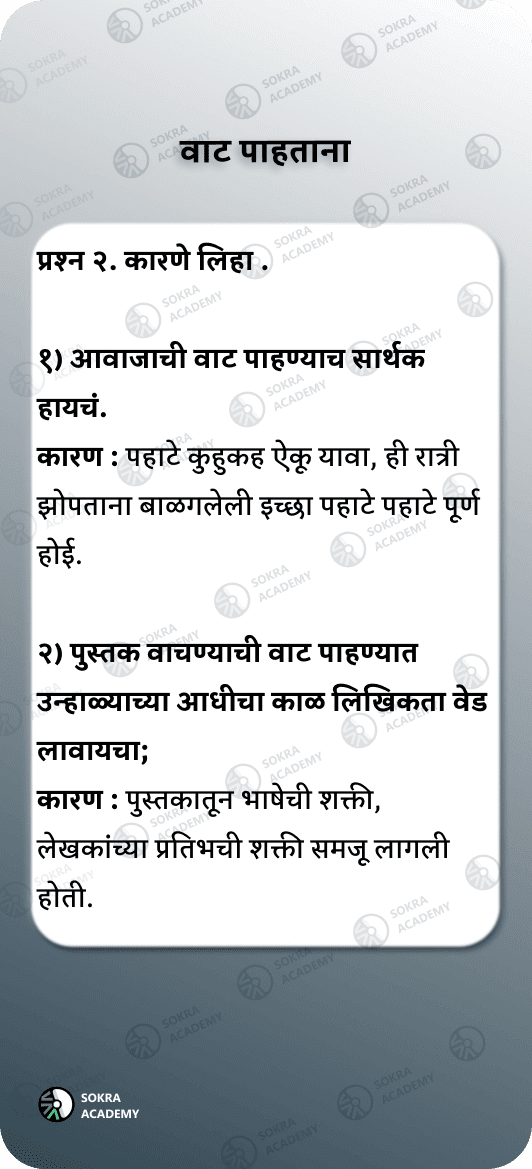 वाट पाहताना
प्रश्न २. कारणे लिहा .
१) आवाजाची वाट पाहण्याच सार्थक
हायचं.
कारण : पहाटे कुहुकह ऐकू यावा, ही रात्री
झोपताना बाळगलेली इच्छा पहाटे पहाटे पूर्ण
होई.
२) पुस्तक वाचण्याची वाट पाहण्यात
उन्हाळ्याच्या आधीचा काळ लिखिकता वेड
लावायचा;
कारण : पुस्तकातून भाषेची शक्ती,
लेखकांच्या प्रतिभची शक्ती समजू लागली
होती.
SOKRA
ACADEMY